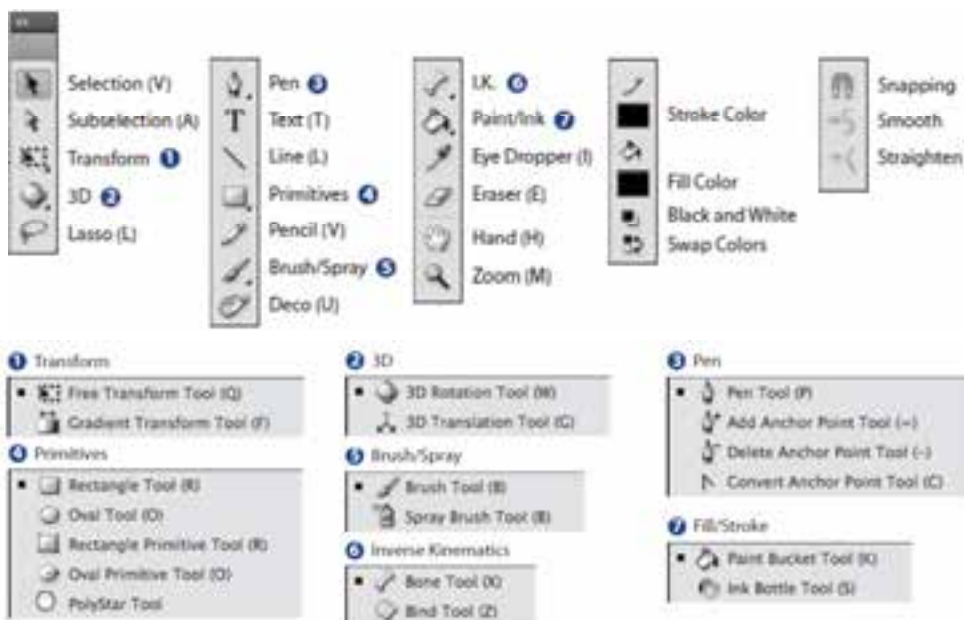 Selection (V)
Subselection (A)
Transform 1
3D 2
Lasso (L)
Pen 3
Text (T)
Line (L)
Primitives 4
Pencil (V)
Brush/Spray 5
Deco (U)
I.K. 6
Paint/Ink 7
Eye Dropper (I)
Eraser (E)
Hand (H)
Zoom (M)
Stroke Color
Fill Color
Black and White
Swap Colors
Snapping
Smooth
Straighten
1 Transform
Free Transform Tool (Q)
Gradient Transform Tool (F)
2 3D
3D Rotation Tool (W)
3D Translation Tool (G)
3 Pen
Pen Tool (P)
Add Anchor Point Tool (=)
Delete Anchor Point Tool (-)
Convert Anchor Point Tool (C)
4 Primitives
Rectangle Tool (R)
Oval Tool (O)
Rectangle Primitive Tool (R)
Oval Primitive Tool (O)
PolyStar Tool
5 Brush/Spray
Brush Tool (B)
Spray Brush Tool (B)
6 Inverse Kinematics
Bone Tool (X)
Bind Tool (Z)
7 Fill/Stroke
Paint Bucket Tool (K)
Ink Bottle Tool (S)